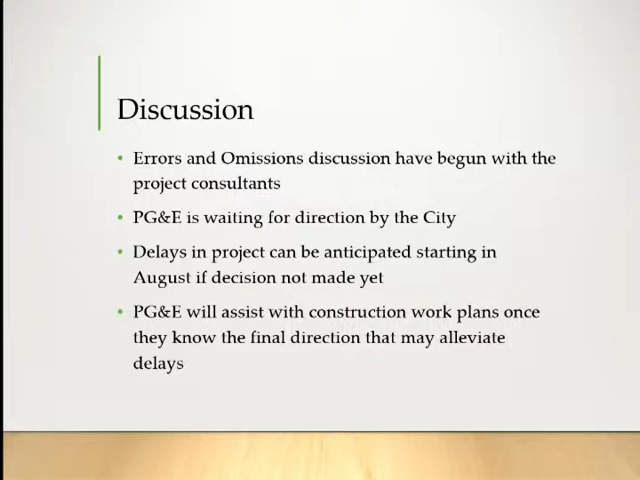 Discussion
• Errors and Omissions discussion have begun with the
project consultants
• PG&E is waiting for direction by the City
• Delays in project can be anticipated starting in
August if decision not made yet
• PG&E will assist with construction work plans once
they know the final direction that may alleviate
delays